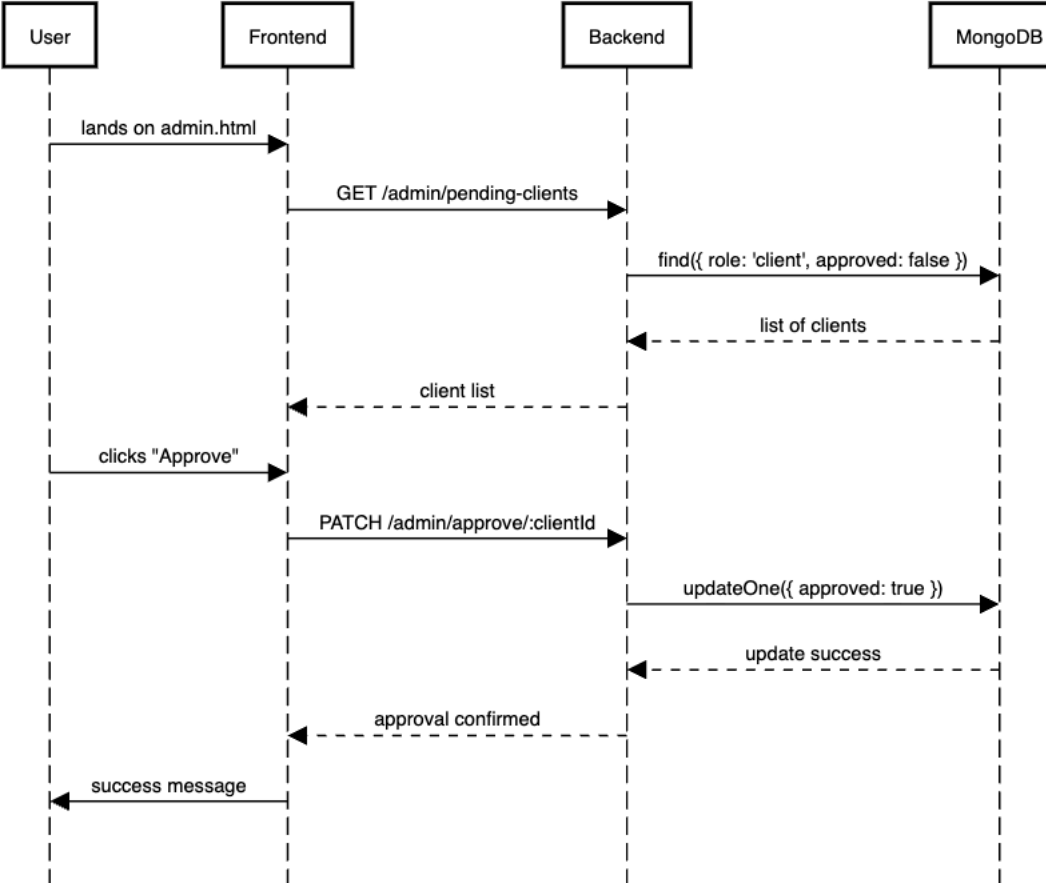 User
Frontend
Backend
MongoDB
lands on admin.html
GET /admin/pending-clients
find({ role: 'client', approved: false })
list of clients
client list
clicks "Approve"
PATCH /admin/approve/:clientId
updateOne({ approved: true })
update success
approval confirmed
success message